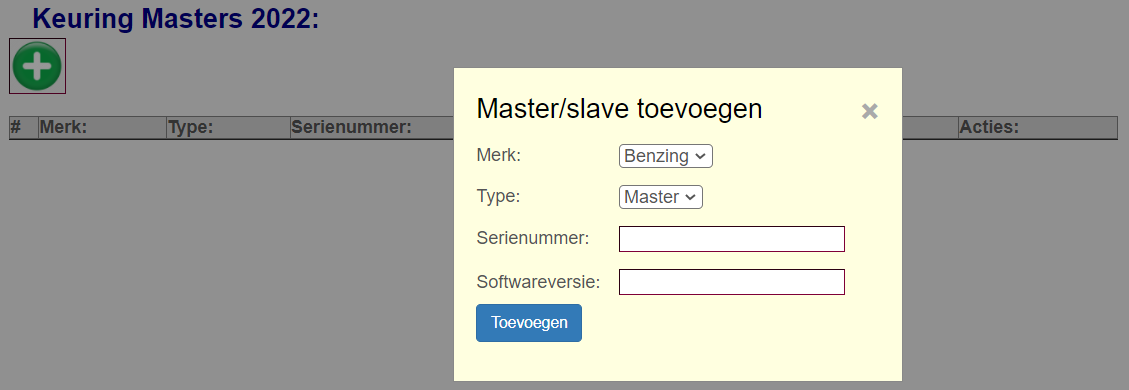 Keuring Masters 2022:
Master/slave toevoegen
# Merk: Type: Serienummer: Acties:
Merk: Benzing
Type: Master
Serienummer:
Softwareversie:
Toevoegen